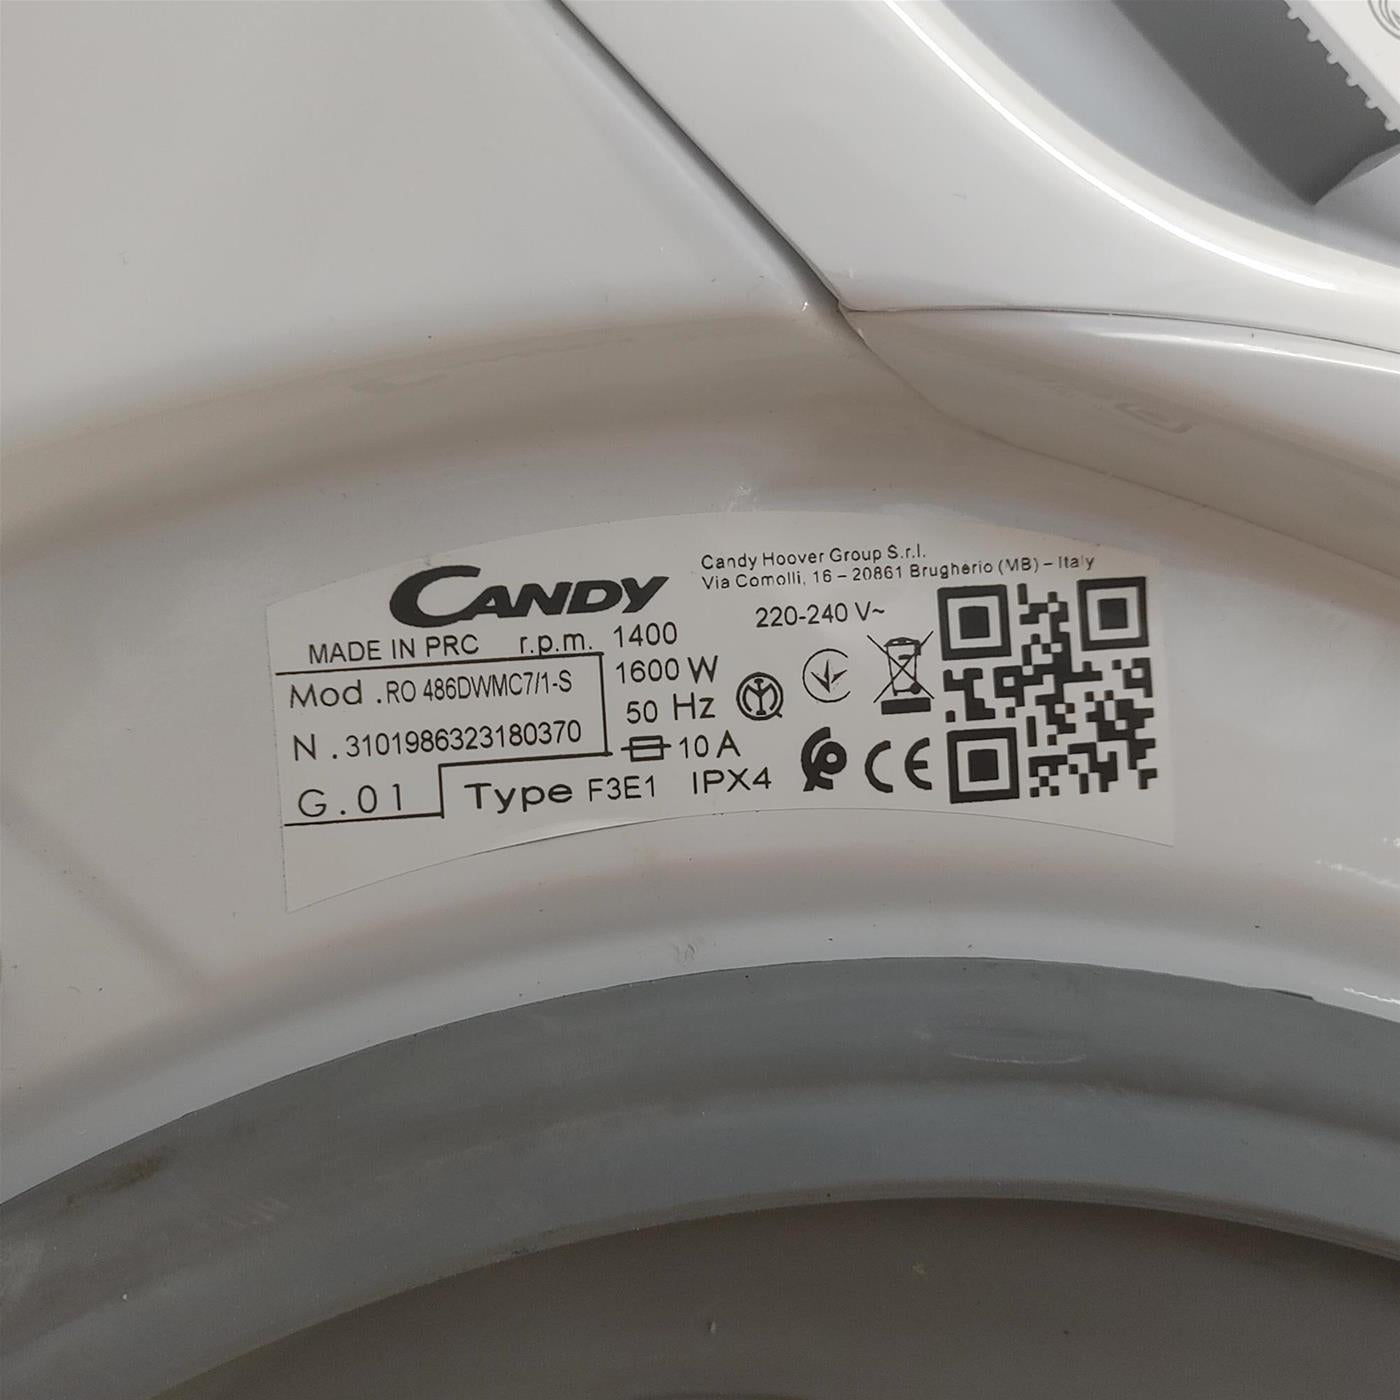 CANDY
Candy Hoover Group S.r.l.
Via Comolli, 16 – 20861 Brugherio (MB) – Italy
MADE IN PRC r.p.m. 1400
220-240 V~
Mod .RO 486DWMC7/1-S
1600 W
50 Hz
N .3101986323180370
10 A
G.01
Type F3E1 IPX4
CE